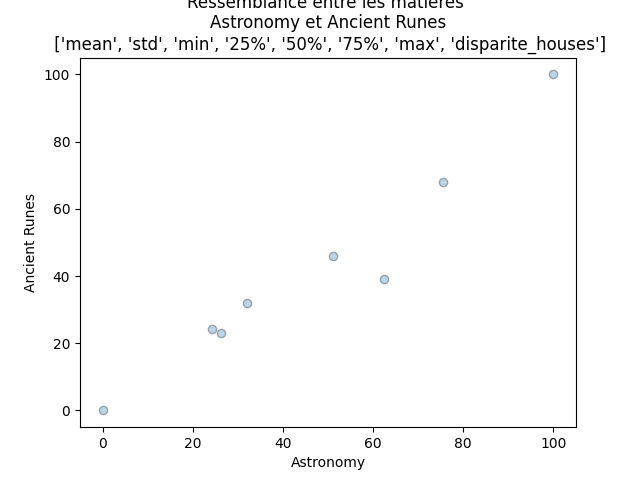 Ressemblance entre les matières
Astronomy et Ancient Runes
['mean', 'std', 'min', '25%', '50%', '75%', 'max', 'disparite_houses']
100
80
60
40
20
0
Ancient Runes
0 20 40 60 80 100
Astronomy